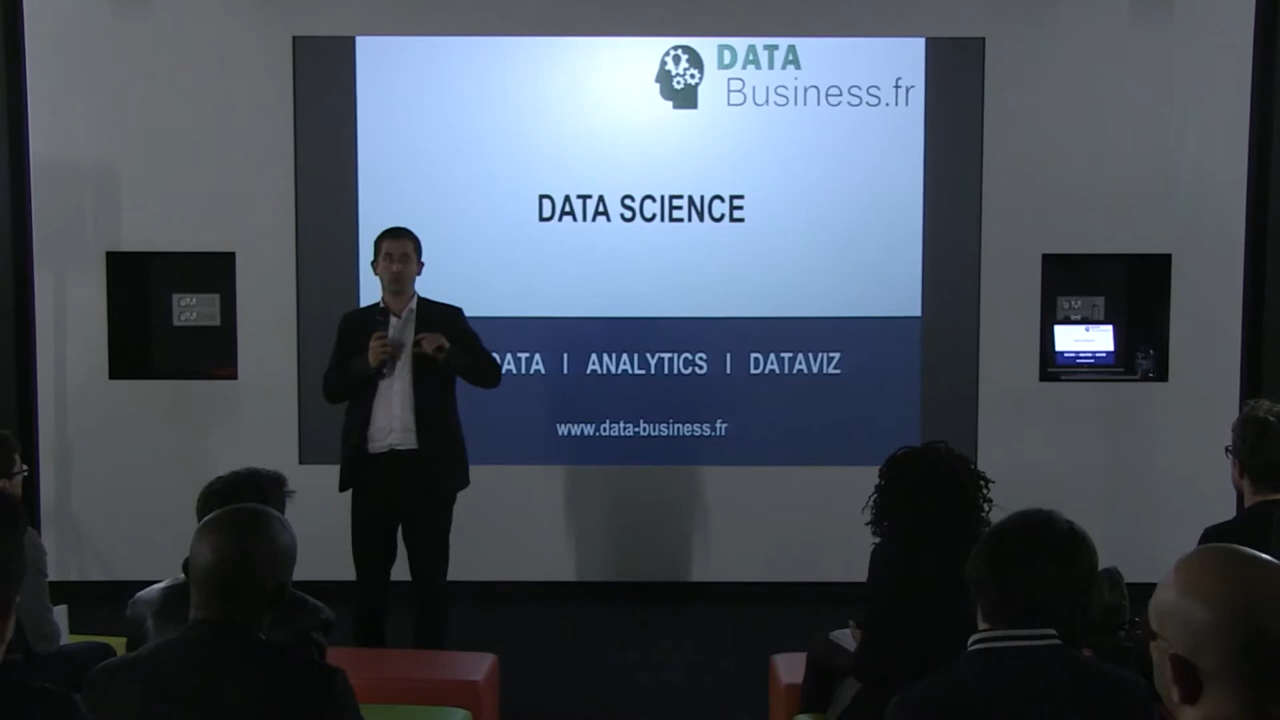 DATA
Business.fr
DATA SCIENCE
DATA I ANALYTICS I DATAVIZ
www.data-business.fr